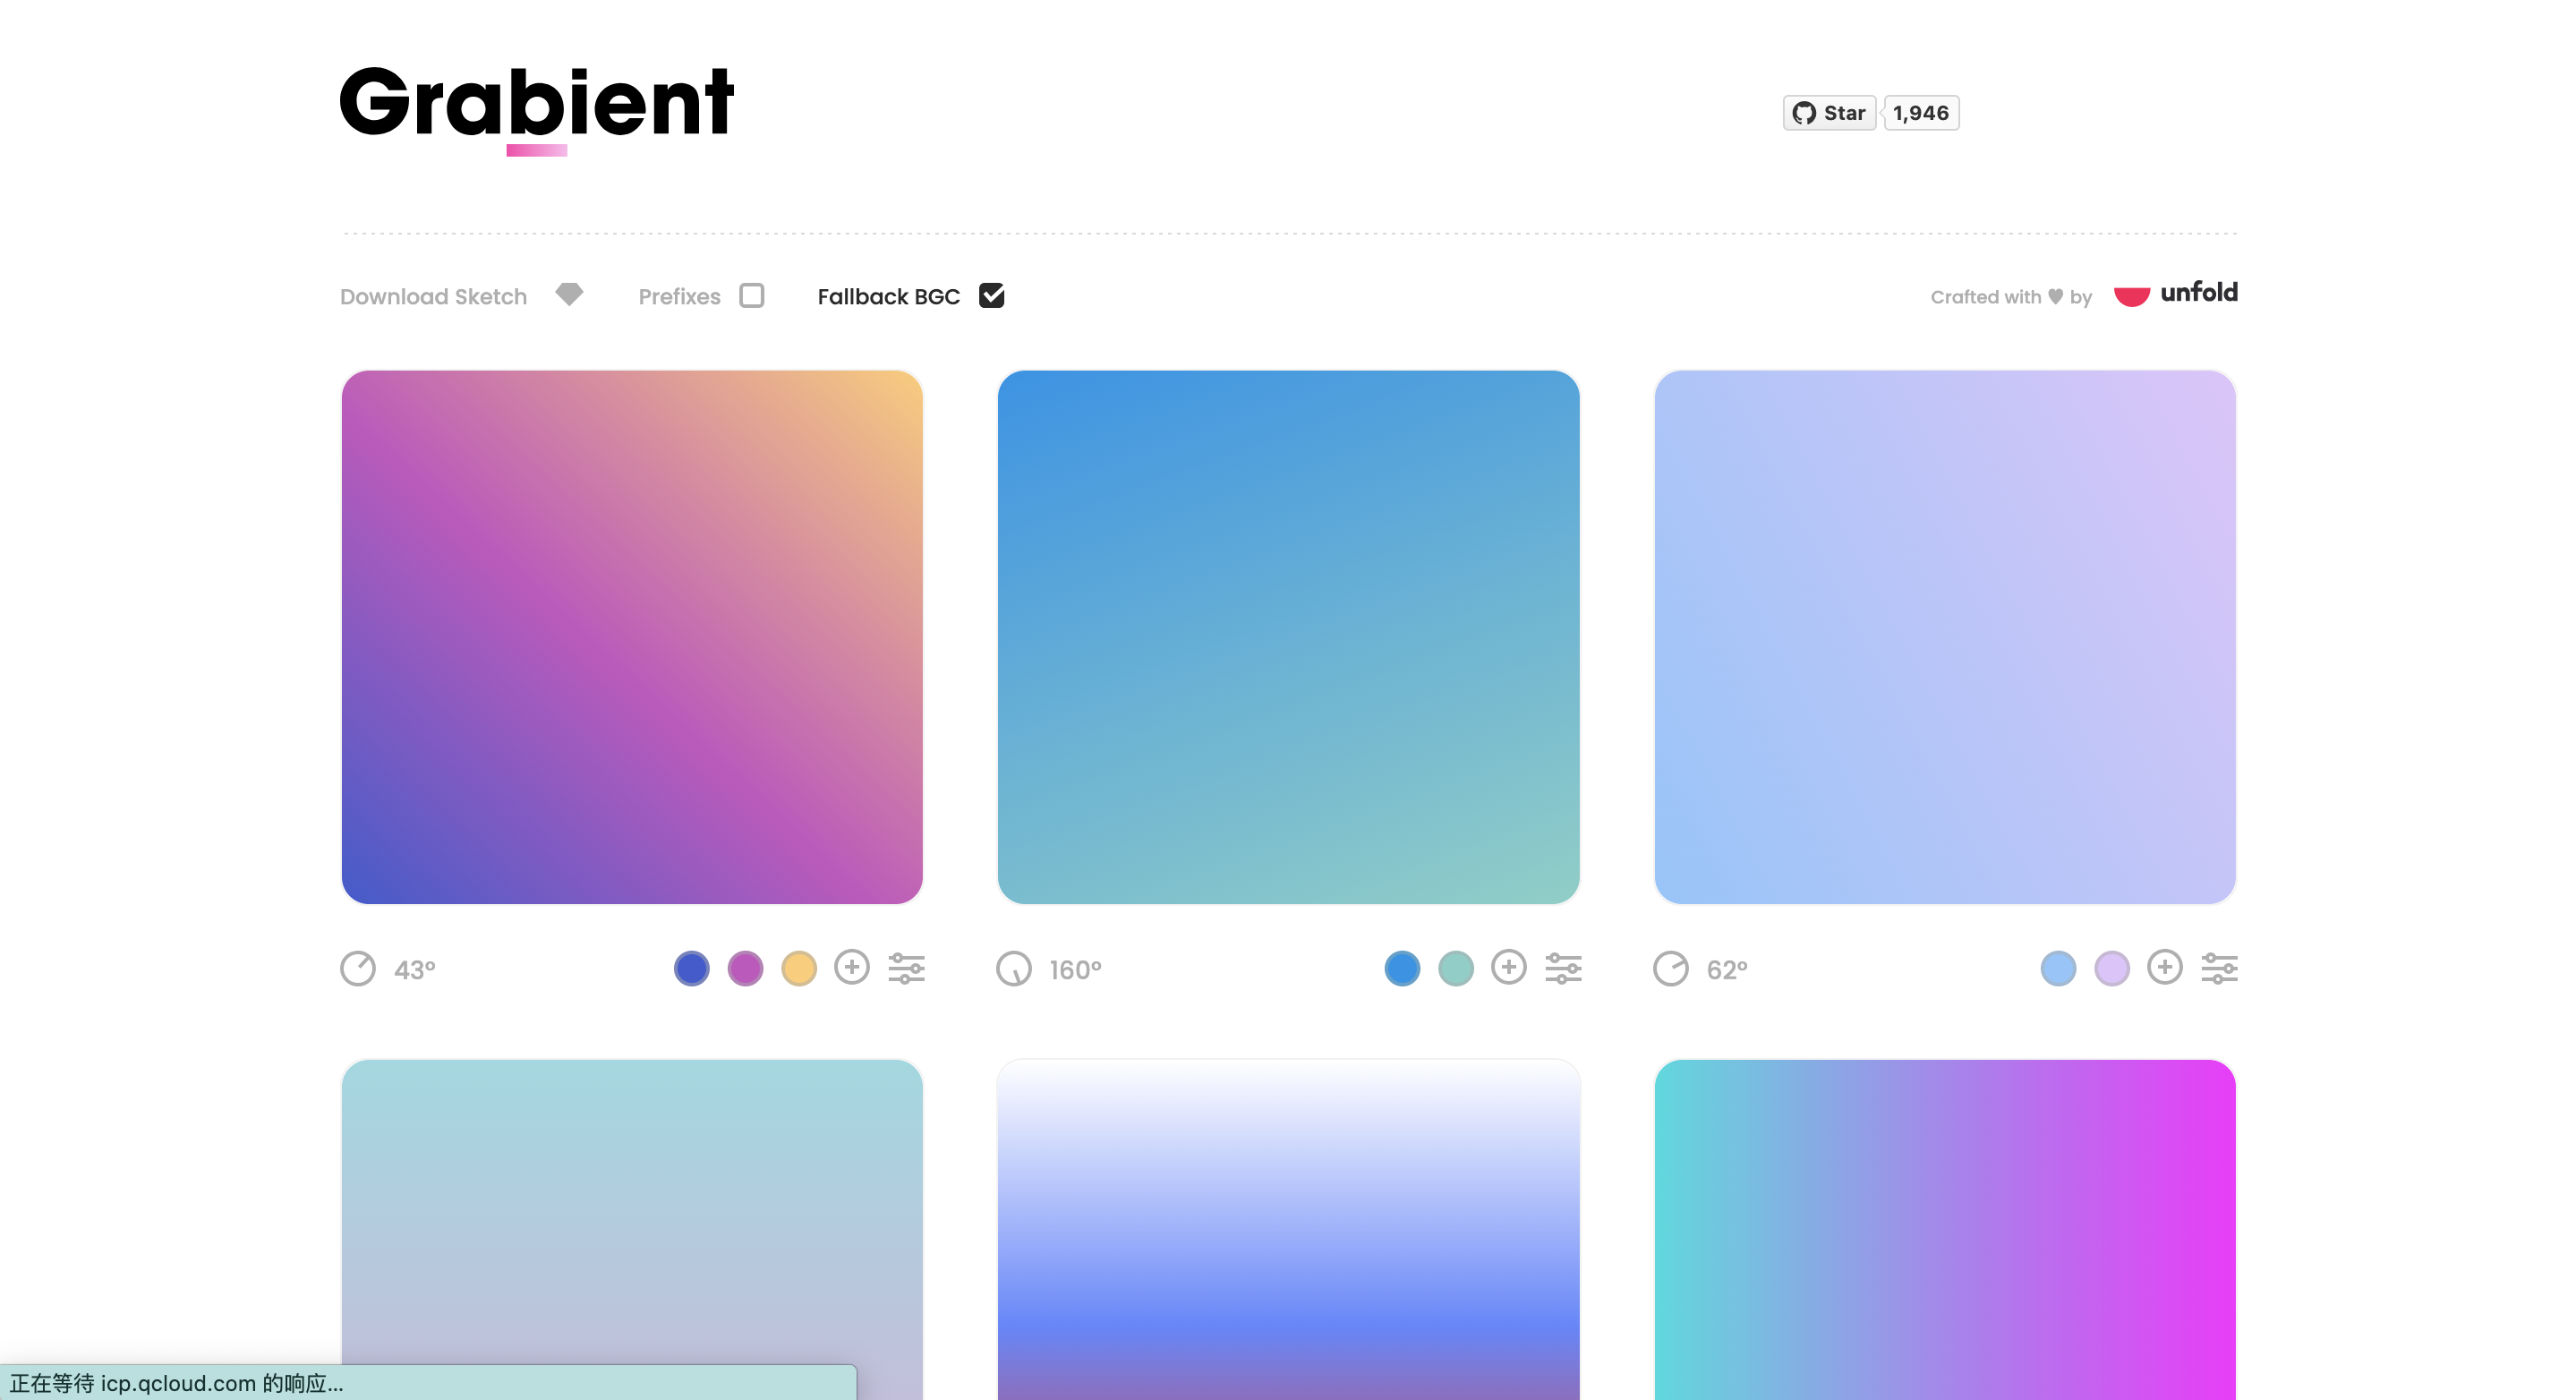 Grabient
Star 1,946
Download Sketch Prefixes Fallback BGC Crafted with by unfold
43° 160° 62°
正在等待 icp.qcloud.com 的响应...